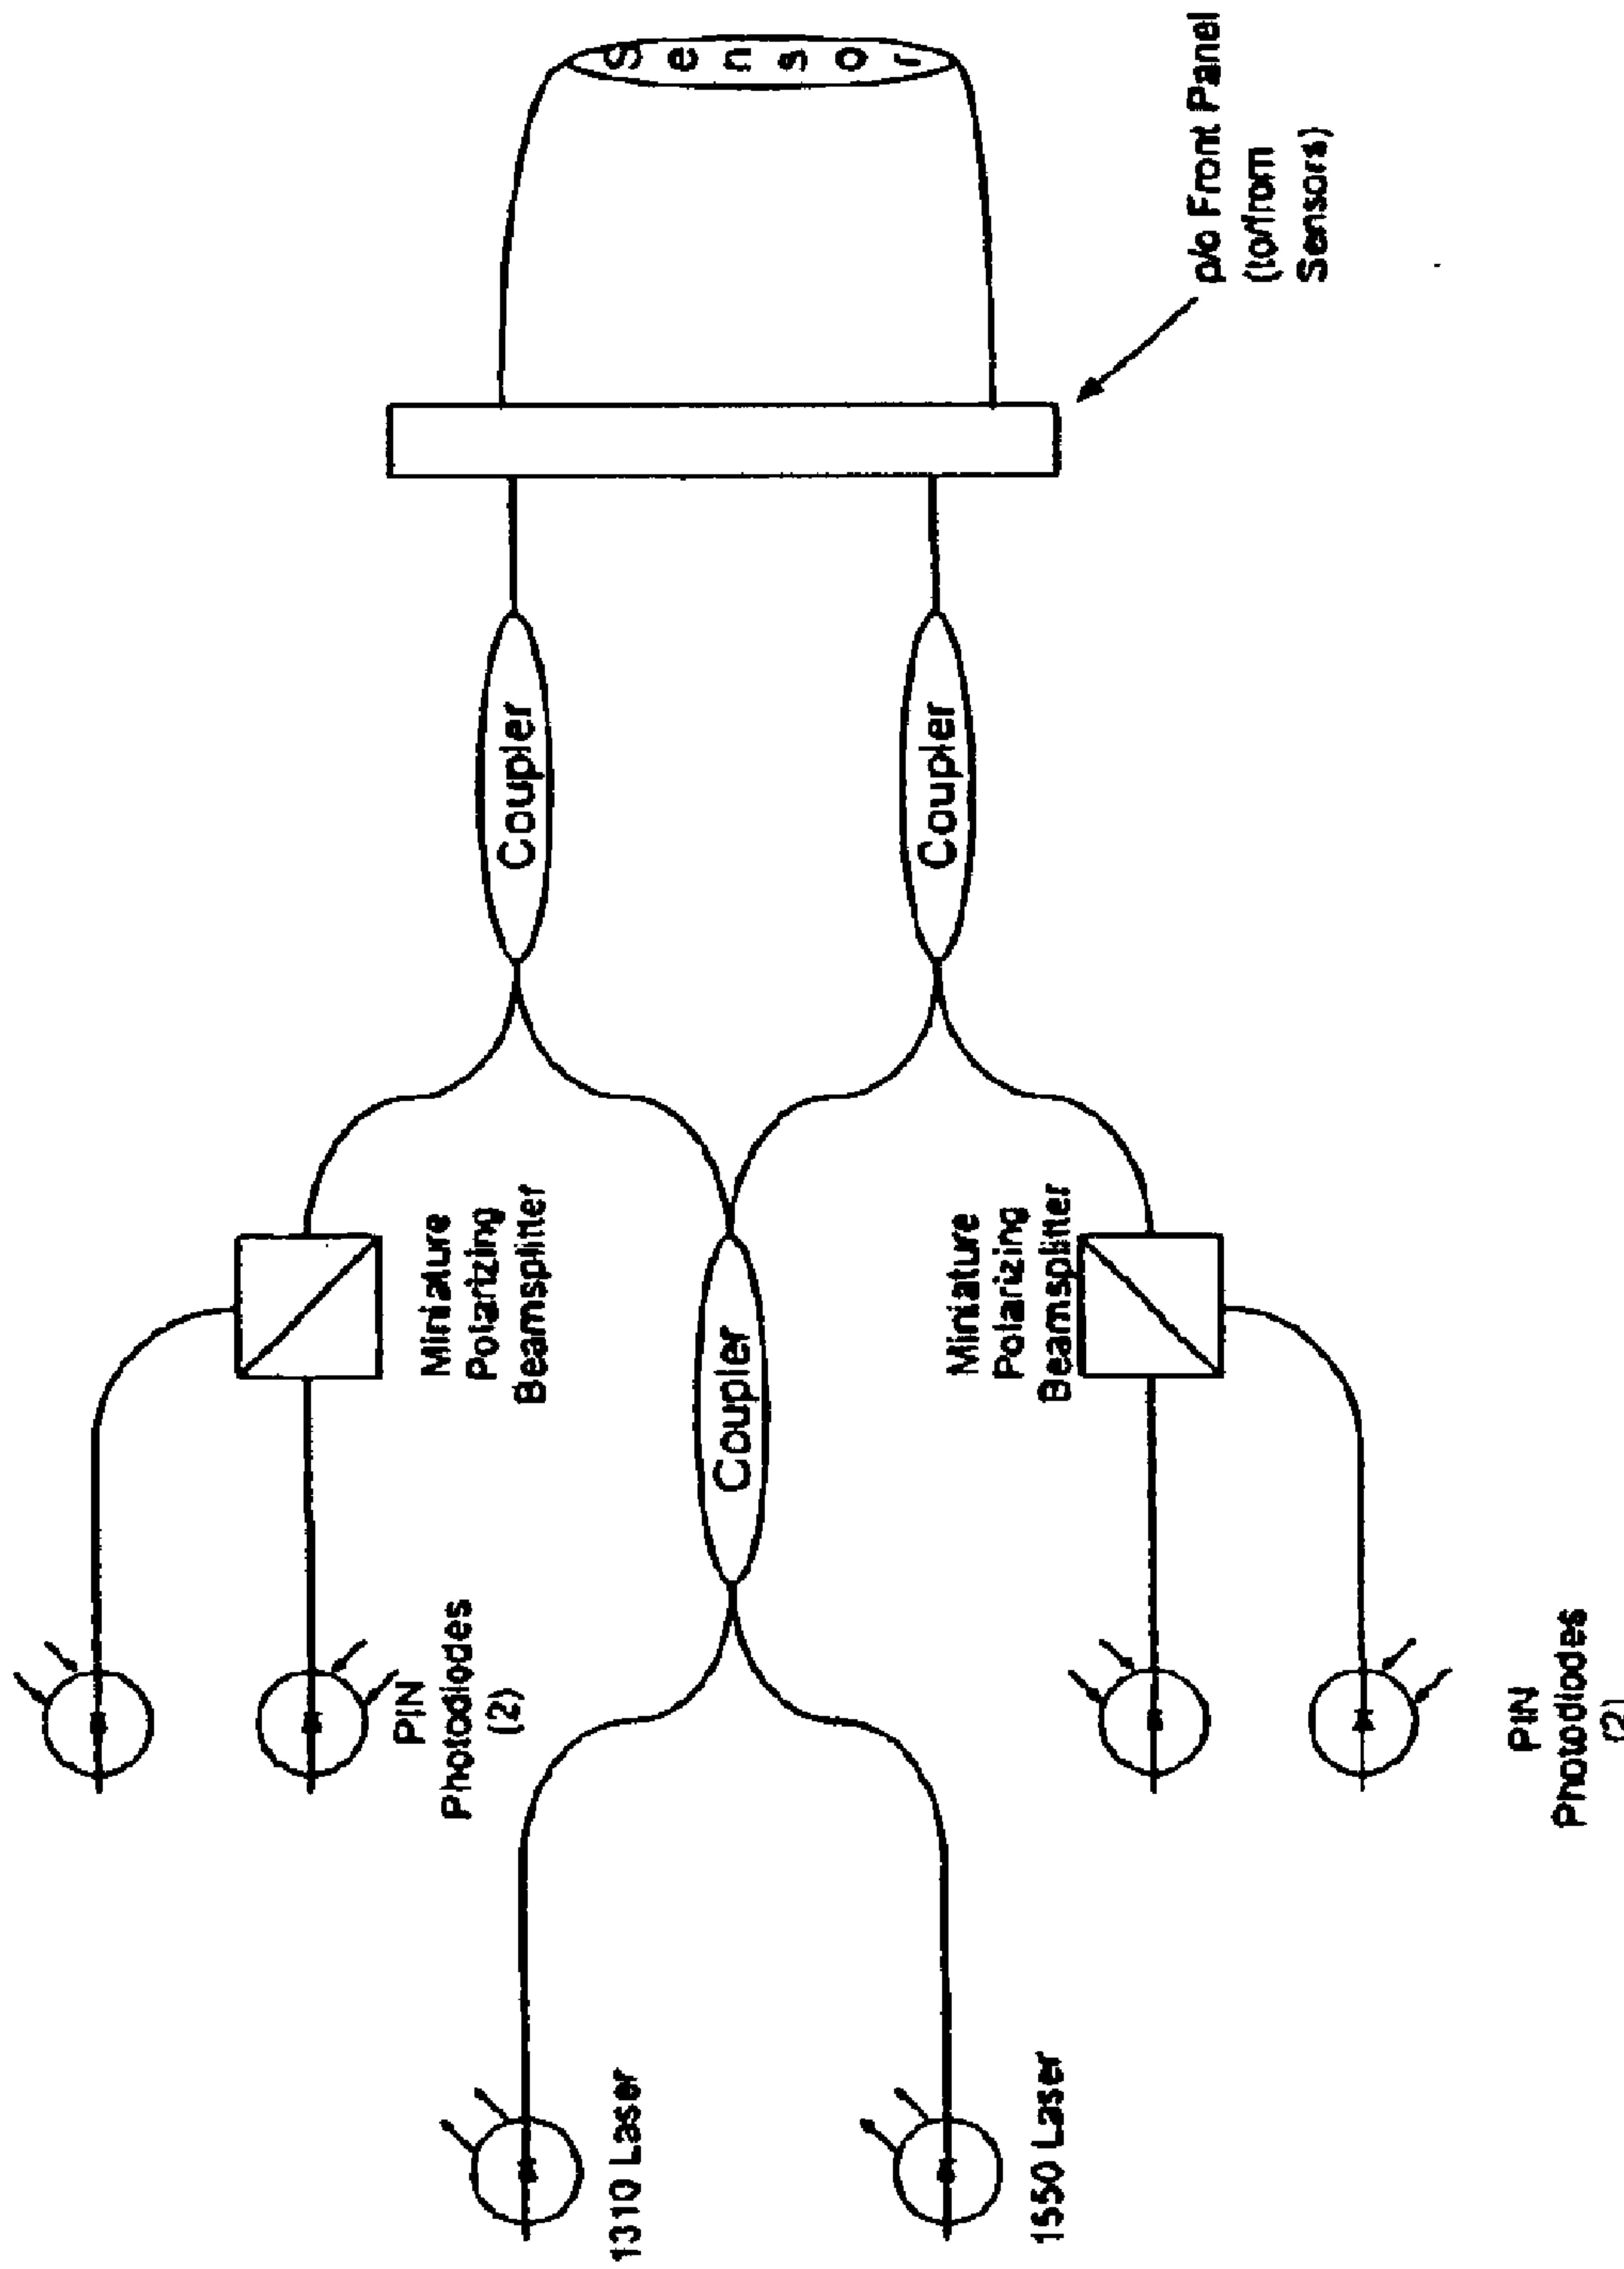 PIN
Photodiodes
(2)
Miniature
Polarizing
Beamsplitter
Coupler
Sensor
1310 Laser
Coupler
1550 Laser
Miniature
Polarizing
Beamsplitter
Coupler
p/o Front Panel
(to/from
Sensors)
PIN
Photodiodes
(2)